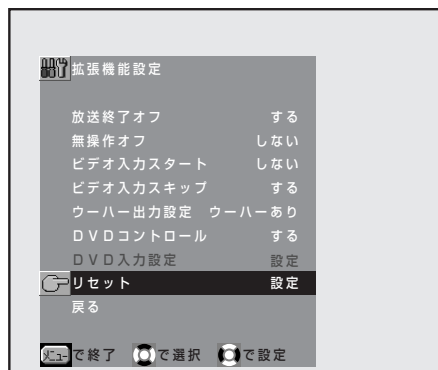 拡張機能設定
放送終了オフ する
無操作オフ しない
ビデオ入力スタート しない
ビデオ入力スキップ する
ウーハー出力設定 ウーハーあり
DVDコントロール する
DVD入力設定 設定
リセット 設定
戻る
メニューで終了 で選択 で設定